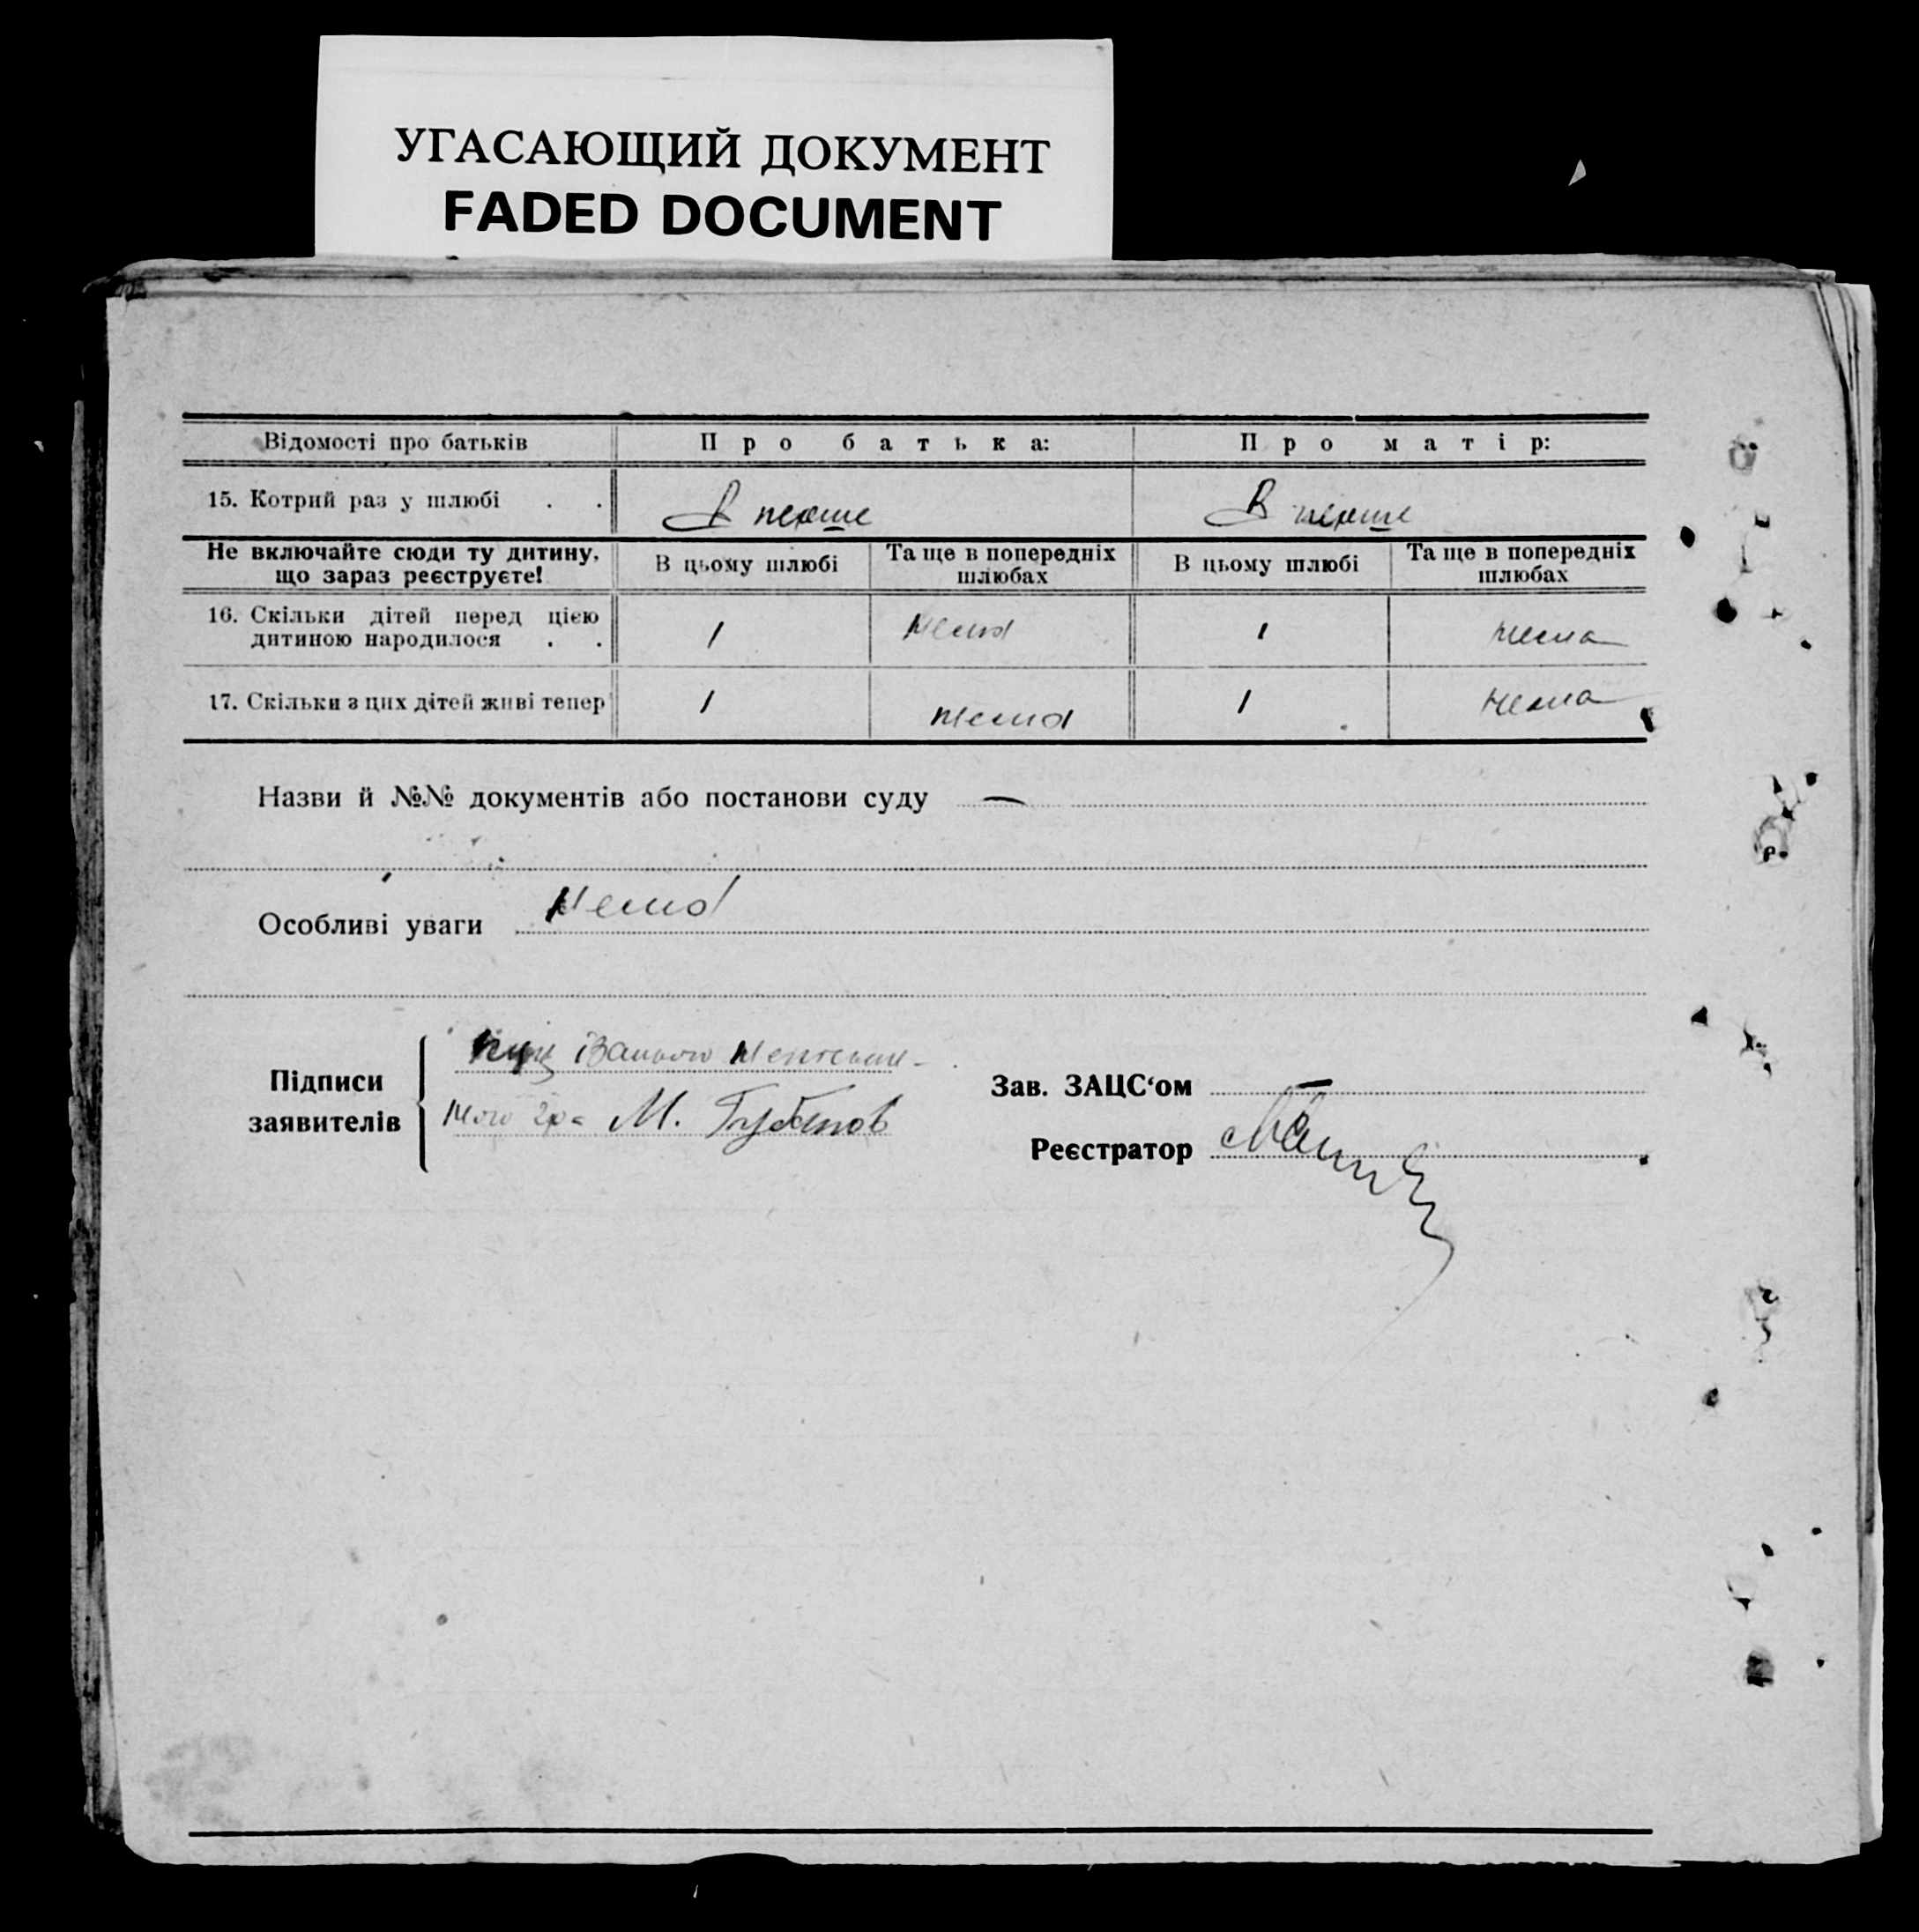 УГАСАЮЩИЙ ДОКУМЕНТ
FADED DOCUMENT
Відомості про батьків Про батька: Про матір:
15. Котрий раз у шлюбі . . В перше В перше
Не включайте сюди ту дитину, що зараз реєструєте! В цьому шлюбі Та ще в попередніх шлюбах В цьому шлюбі Та ще в попередніх шлюбах
16. Скільки дітей перед цією дитиною народилося . . 1 Нема 1 нема
17. Скільки з цих дітей живі тепер 1 нема 1 нема
Назви й №№ документів або постанови суду —
Особливі уваги Нема
Підписи заявителів
М. Губанов
Зав. ЗАЦС‘ом —
Реєстратор